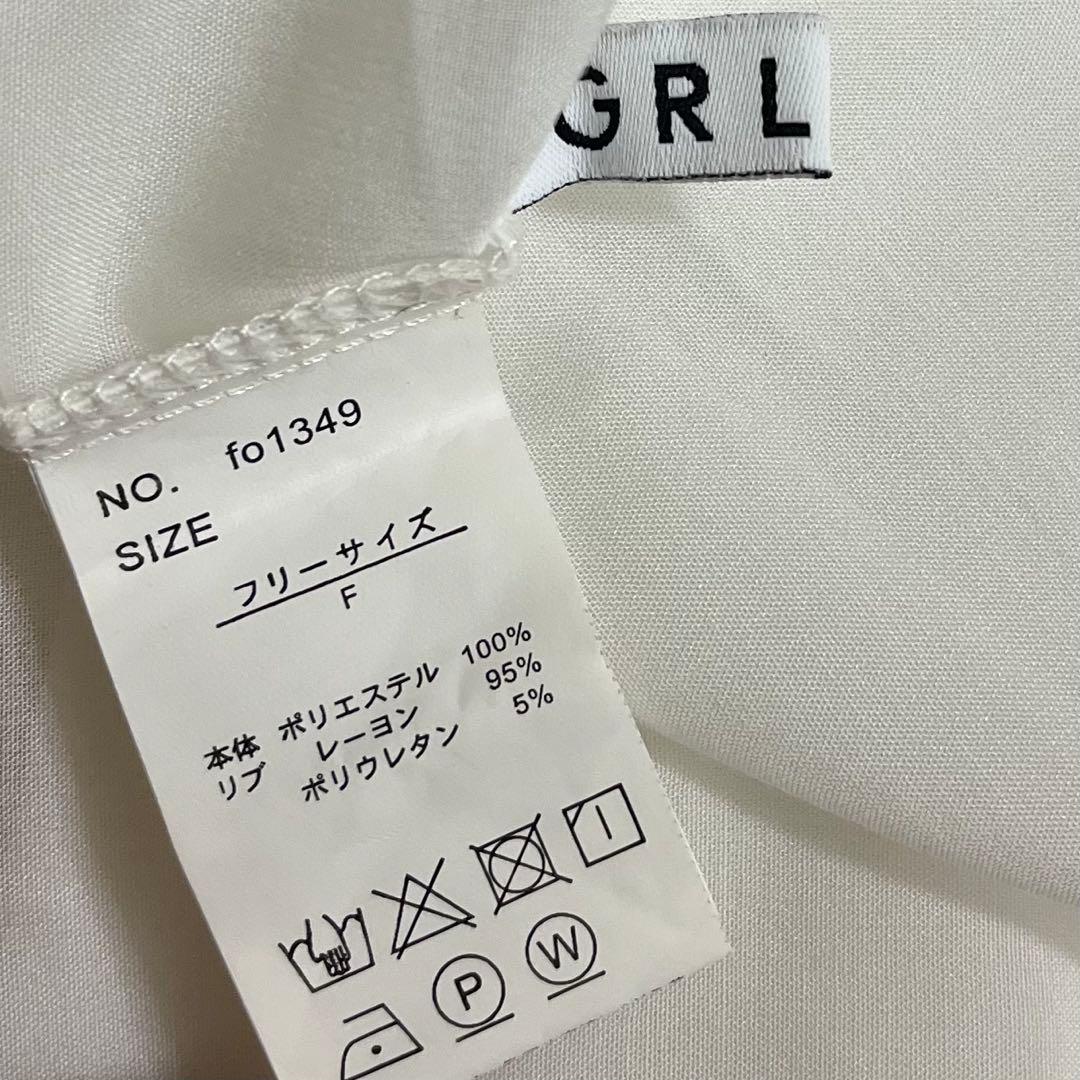 GRL
NO. fo1349
SIZE
フリーサイズ
F
本体 ポリエステル 100%
リブ レーヨン 95%
ポリウレタン 5%
P
W